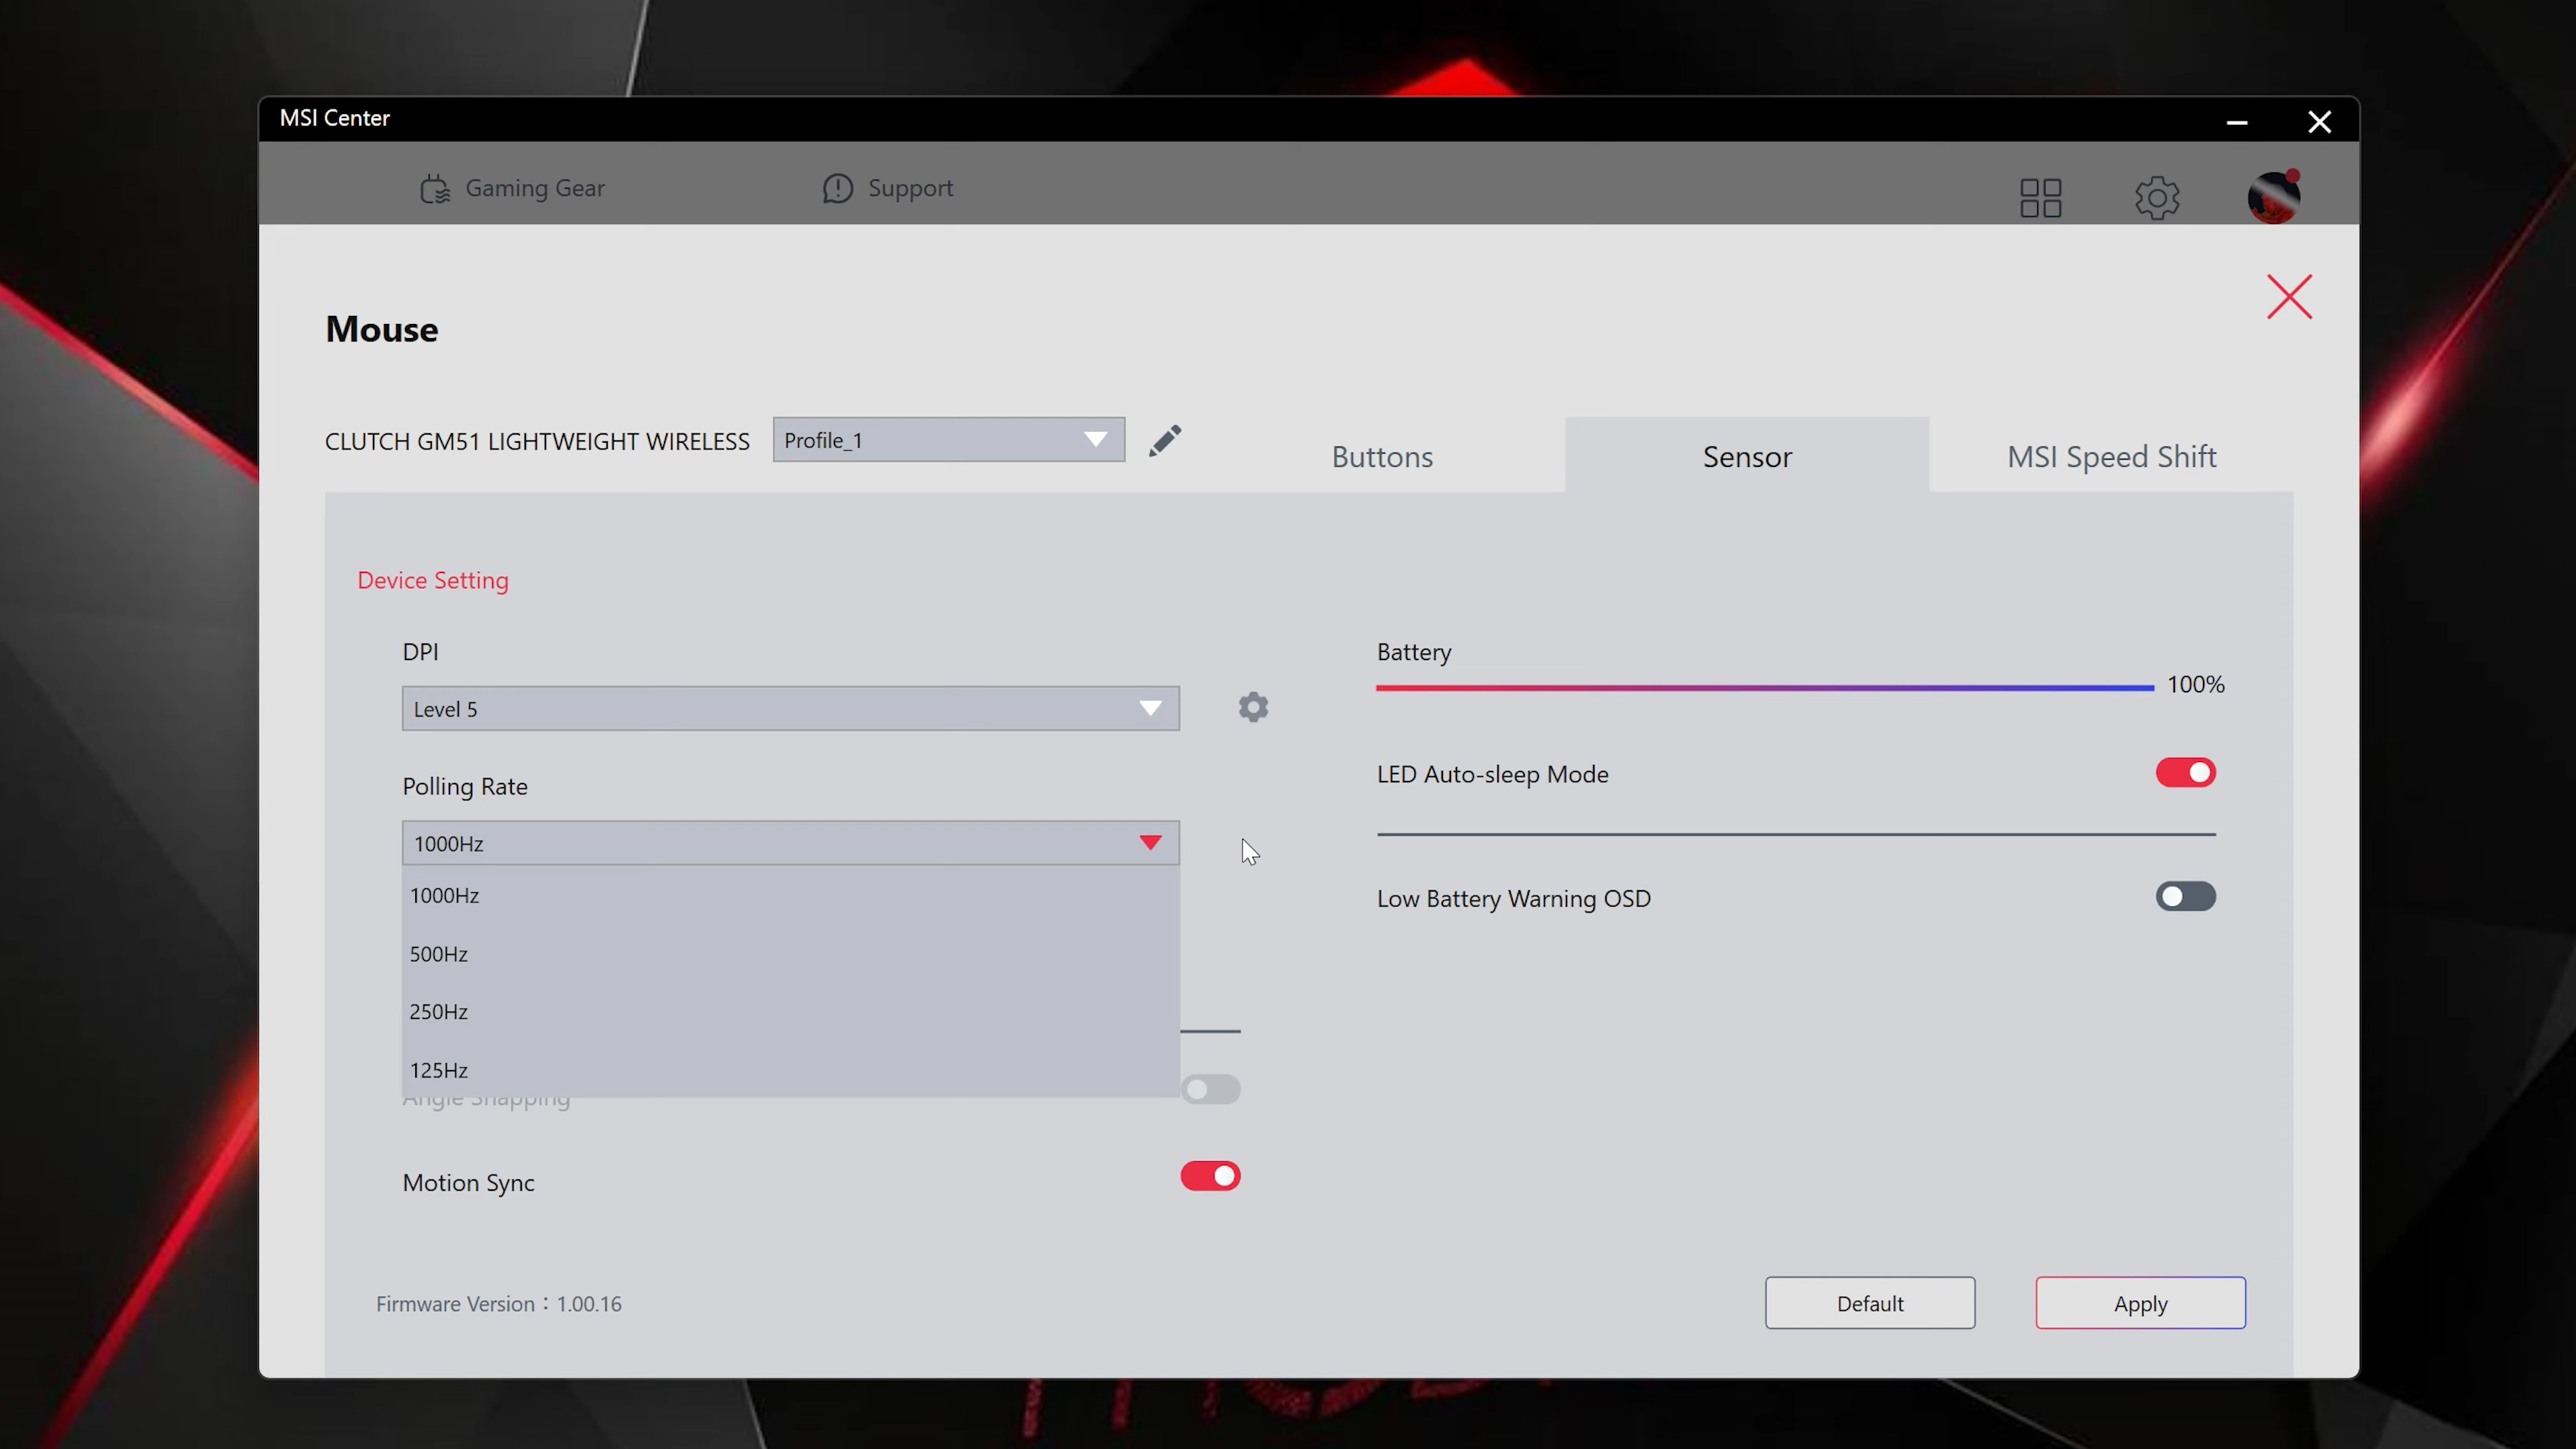 MSI Center
Gaming Gear
Support
Mouse
CLUTCH GM51 LIGHTWEIGHT WIRELESS
Profile_1
Buttons
Sensor
MSI Speed Shift
Device Setting
DPI
Level 5
Polling Rate
1000Hz
1000Hz
500Hz
250Hz
125Hz
Angle Snapping
Motion Sync
Battery
100%
LED Auto-sleep Mode
Low Battery Warning OSD
Firmware Version : 1.00.16
Default
Apply